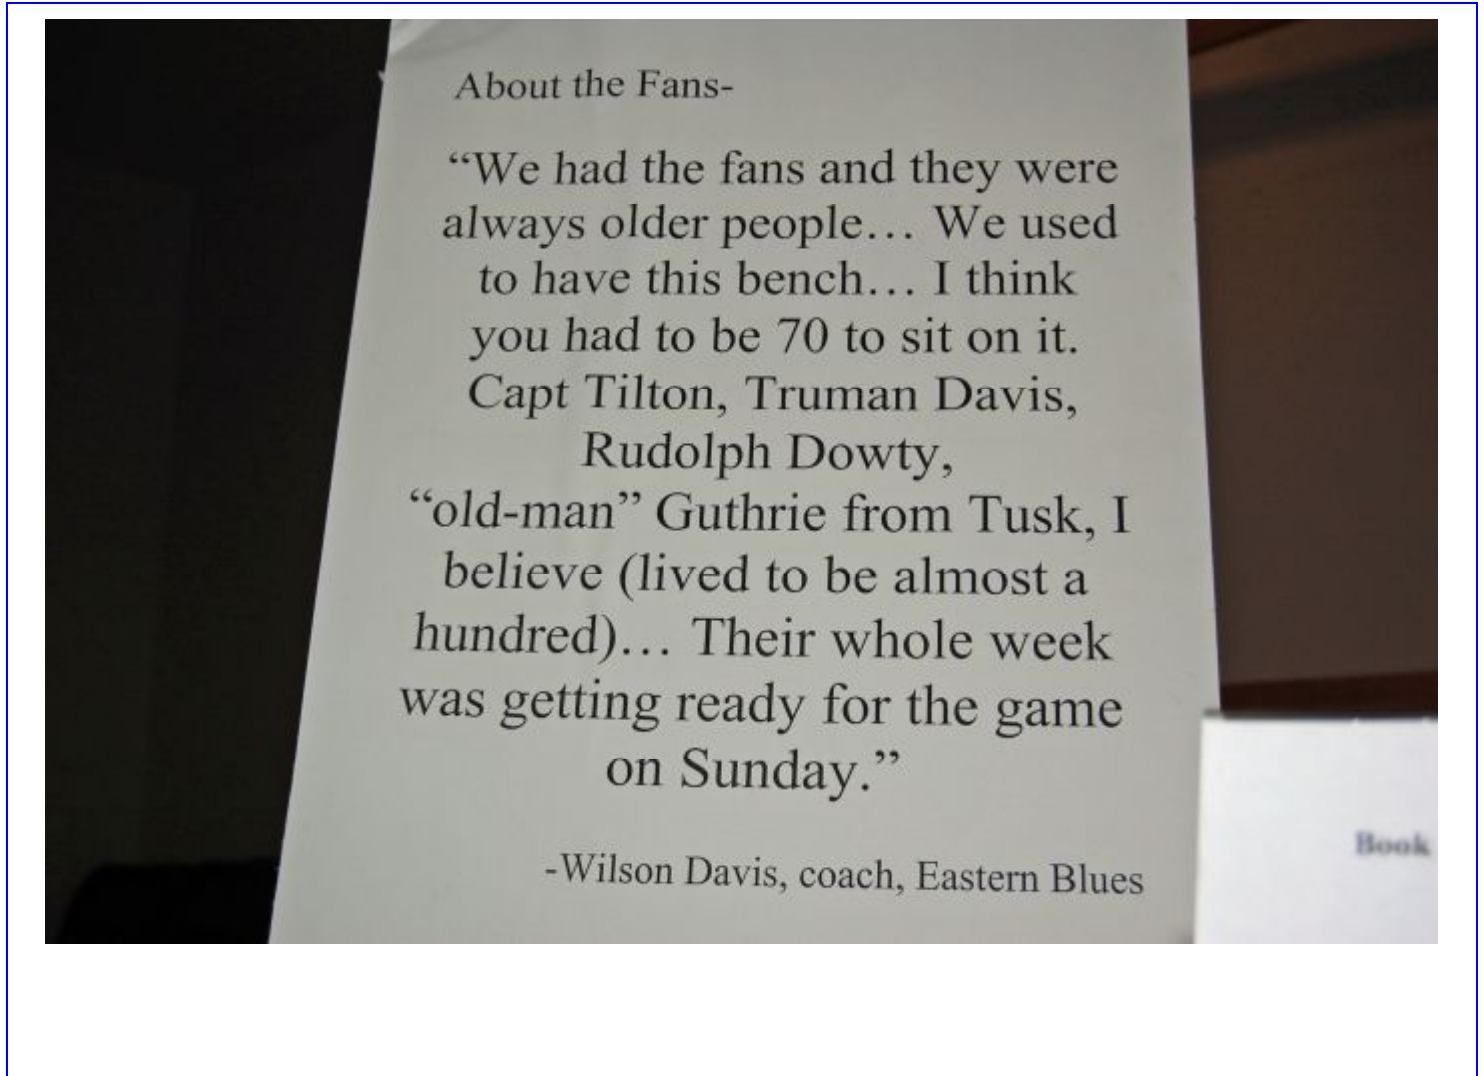 About the Fans-
“We had the fans and they were
always older people… We used
to have this bench… I think
you had to be 70 to sit on it.
Capt Tilton, Truman Davis,
Rudolph Dowty,
“old-man” Guthrie from Tusk, I
believe (lived to be almost a
hundred)… Their whole week
was getting ready for the game
on Sunday.”
-Wilson Davis, coach, Eastern Blues
Book